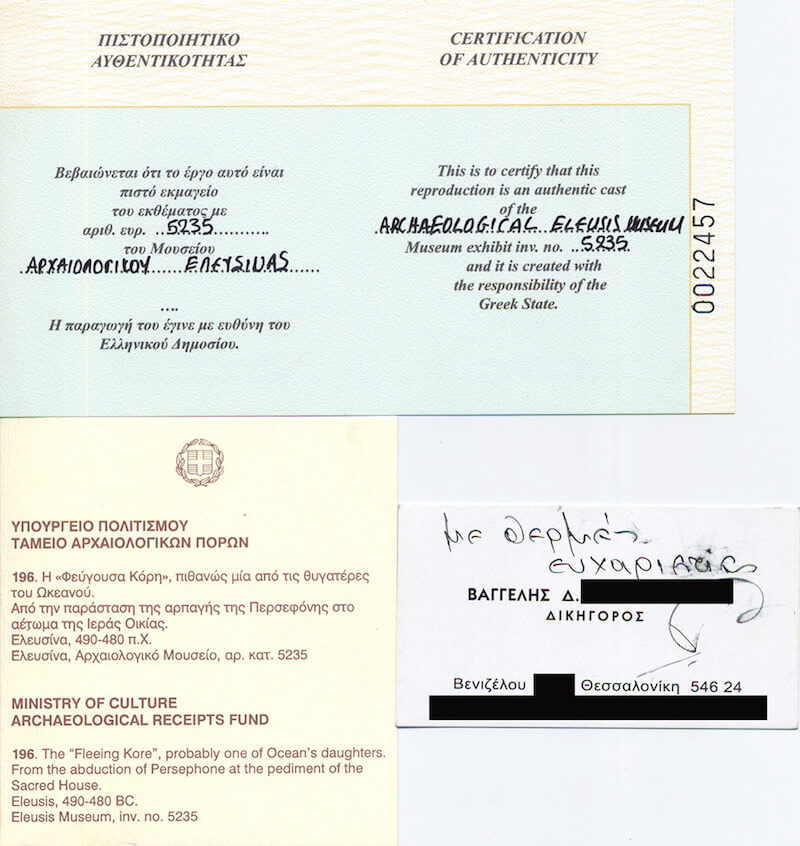 ΠΙΣΤΟΠΟΙΗΤΙΚΟ
ΑΥΘΕΝΤΙΚΟΤΗΤΑΣ
Βεβαιώνεται ότι το έργο αυτό είναι
πιστό εκμαγείο
του εκθέματος με
αριθ. ευρ. ..5235...........
του Μουσείου
.ΑΡΧΑΙΟΛΟΓΙΚΟΥ.....ΕΛΕΥΣΙΝΑΣ......
....
Η παραγωγή του έγινε με ευθύνη του
Ελληνικού Δημοσίου.
CERTIFICATION
OF AUTHENTICITY
This is to certify that this
reproduction is an authentic cast
of the
.ARCHAEOLOGICAL ELEUSIS MUSEUM
Museum exhibit inv. no. ..5235.
and it is created with
the responsibility of the
Greek State.
0022457
ΥΠΟΥΡΓΕΙΟ ΠΟΛΙΤΙΣΜΟΥ
ΤΑΜΕΙΟ ΑΡΧΑΙΟΛΟΓΙΚΩΝ ΠΟΡΩΝ
196. Η «Φεύγουσα Κόρη», πιθανώς μία από τις θυγατέρες
του Ωκεανού.
Από την παράσταση της αρπαγής της Περσεφόνης στο
αέτωμα της Ιεράς Οικίας.
Ελευσίνα, 490-480 π.Χ.
Ελευσίνα, Αρχαιολογικό Μουσείο, αρ. κατ. 5235
MINISTRY OF CULTURE
ARCHAEOLOGICAL RECEIPTS FUND
196. The “Fleeing Kore”, probably one of Ocean’s daughters.
From the abduction of Persephone at the pediment of the
Sacred House.
Eleusis, 490-480 BC.
Eleusis Museum, inv. no. 5235
Με θερμές
ευχαριστίες
ΒΑΓΓΕΛΗΣ Δ.
ΔΙΚΗΓΟΡΟΣ
Βενιζέλου Θεσσαλονίκη 546 24